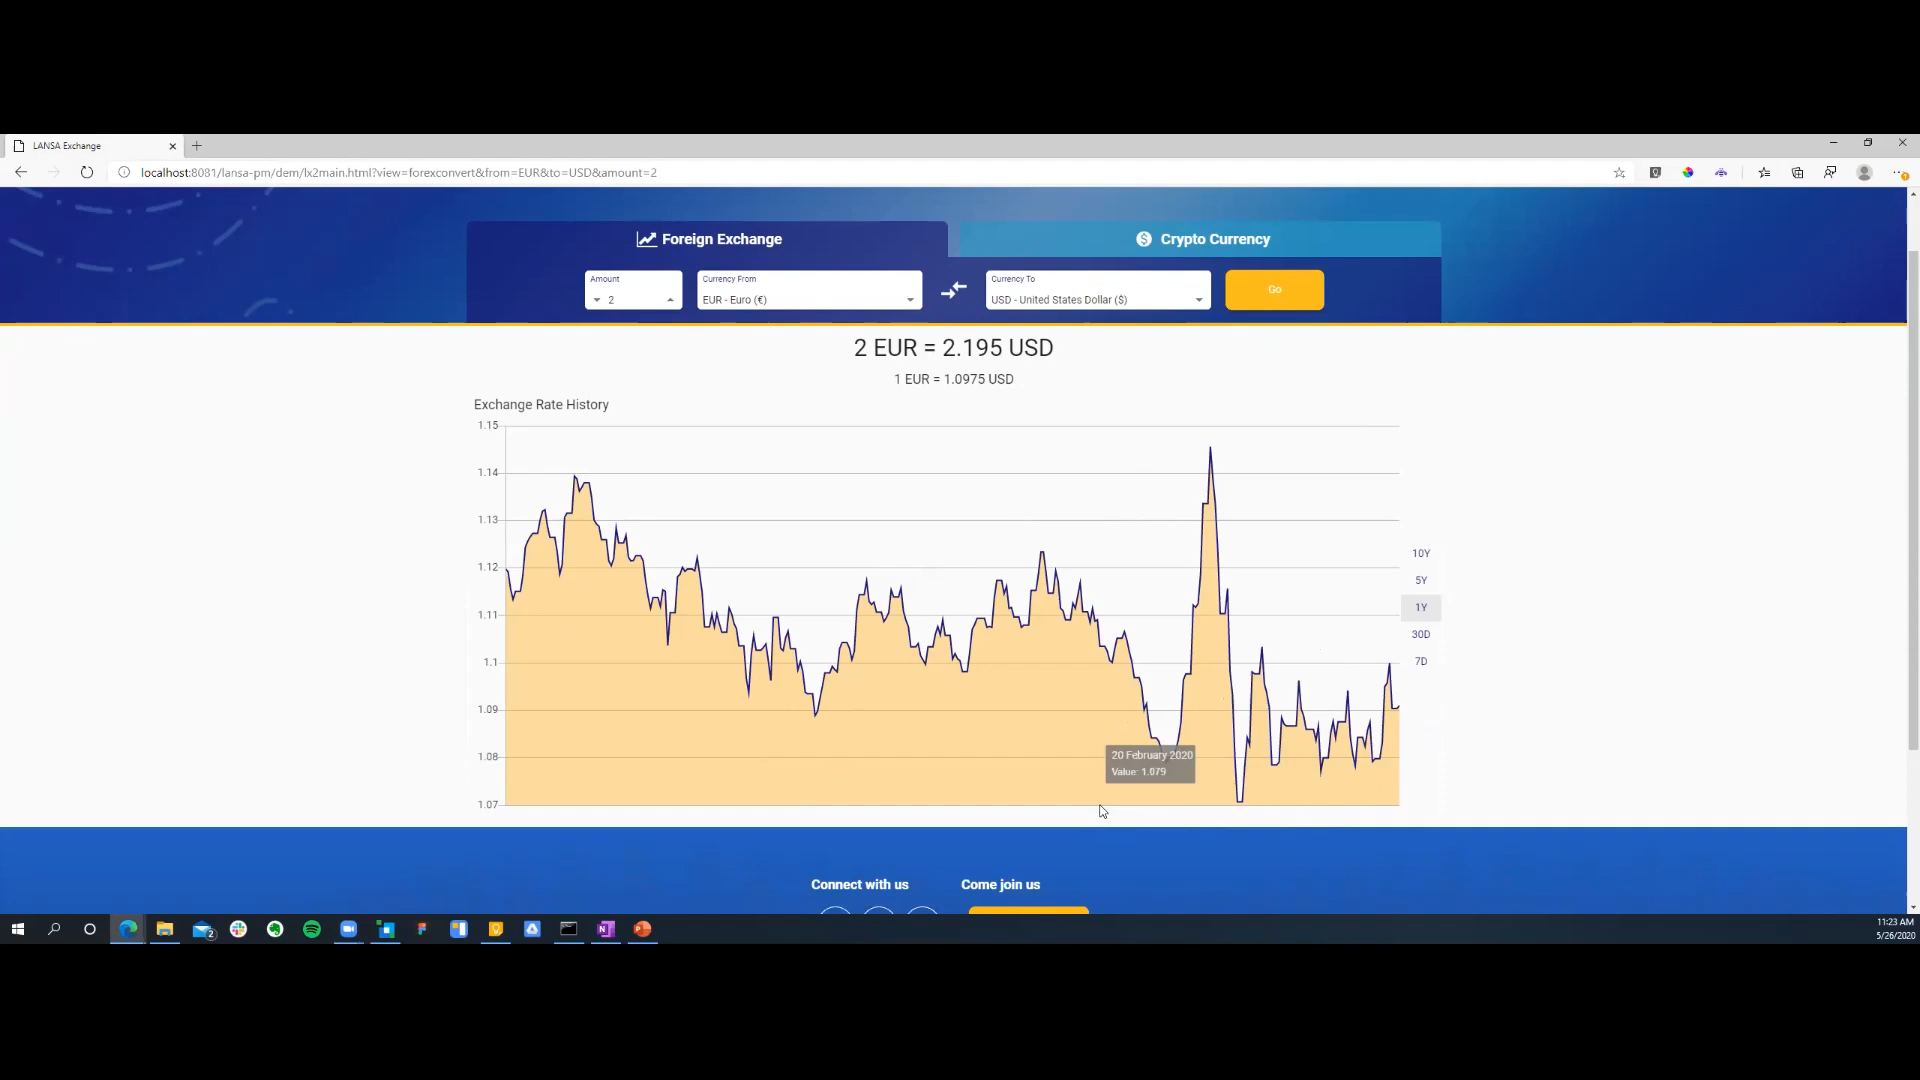 LANSA Exchange
localhost:8081/lansa-pm/dem/lx2main.html?view=forexconvert&from=EUR&to=USD&amount=2
Foreign Exchange
Crypto Currency
Amount
2
Currency From
EUR - Euro (€)
Currency To
USD - United States Dollar ($)
Go
2 EUR = 2.195 USD
1 EUR = 1.0975 USD
Exchange Rate History
1.15
1.14
1.13
1.12
1.11
1.1
1.09
1.08
1.07
10Y
5Y
1Y
30D
7D
20 February 2020
Value: 1.079
Connect with us
Come join us
2
11:23 AM
5/26/2020